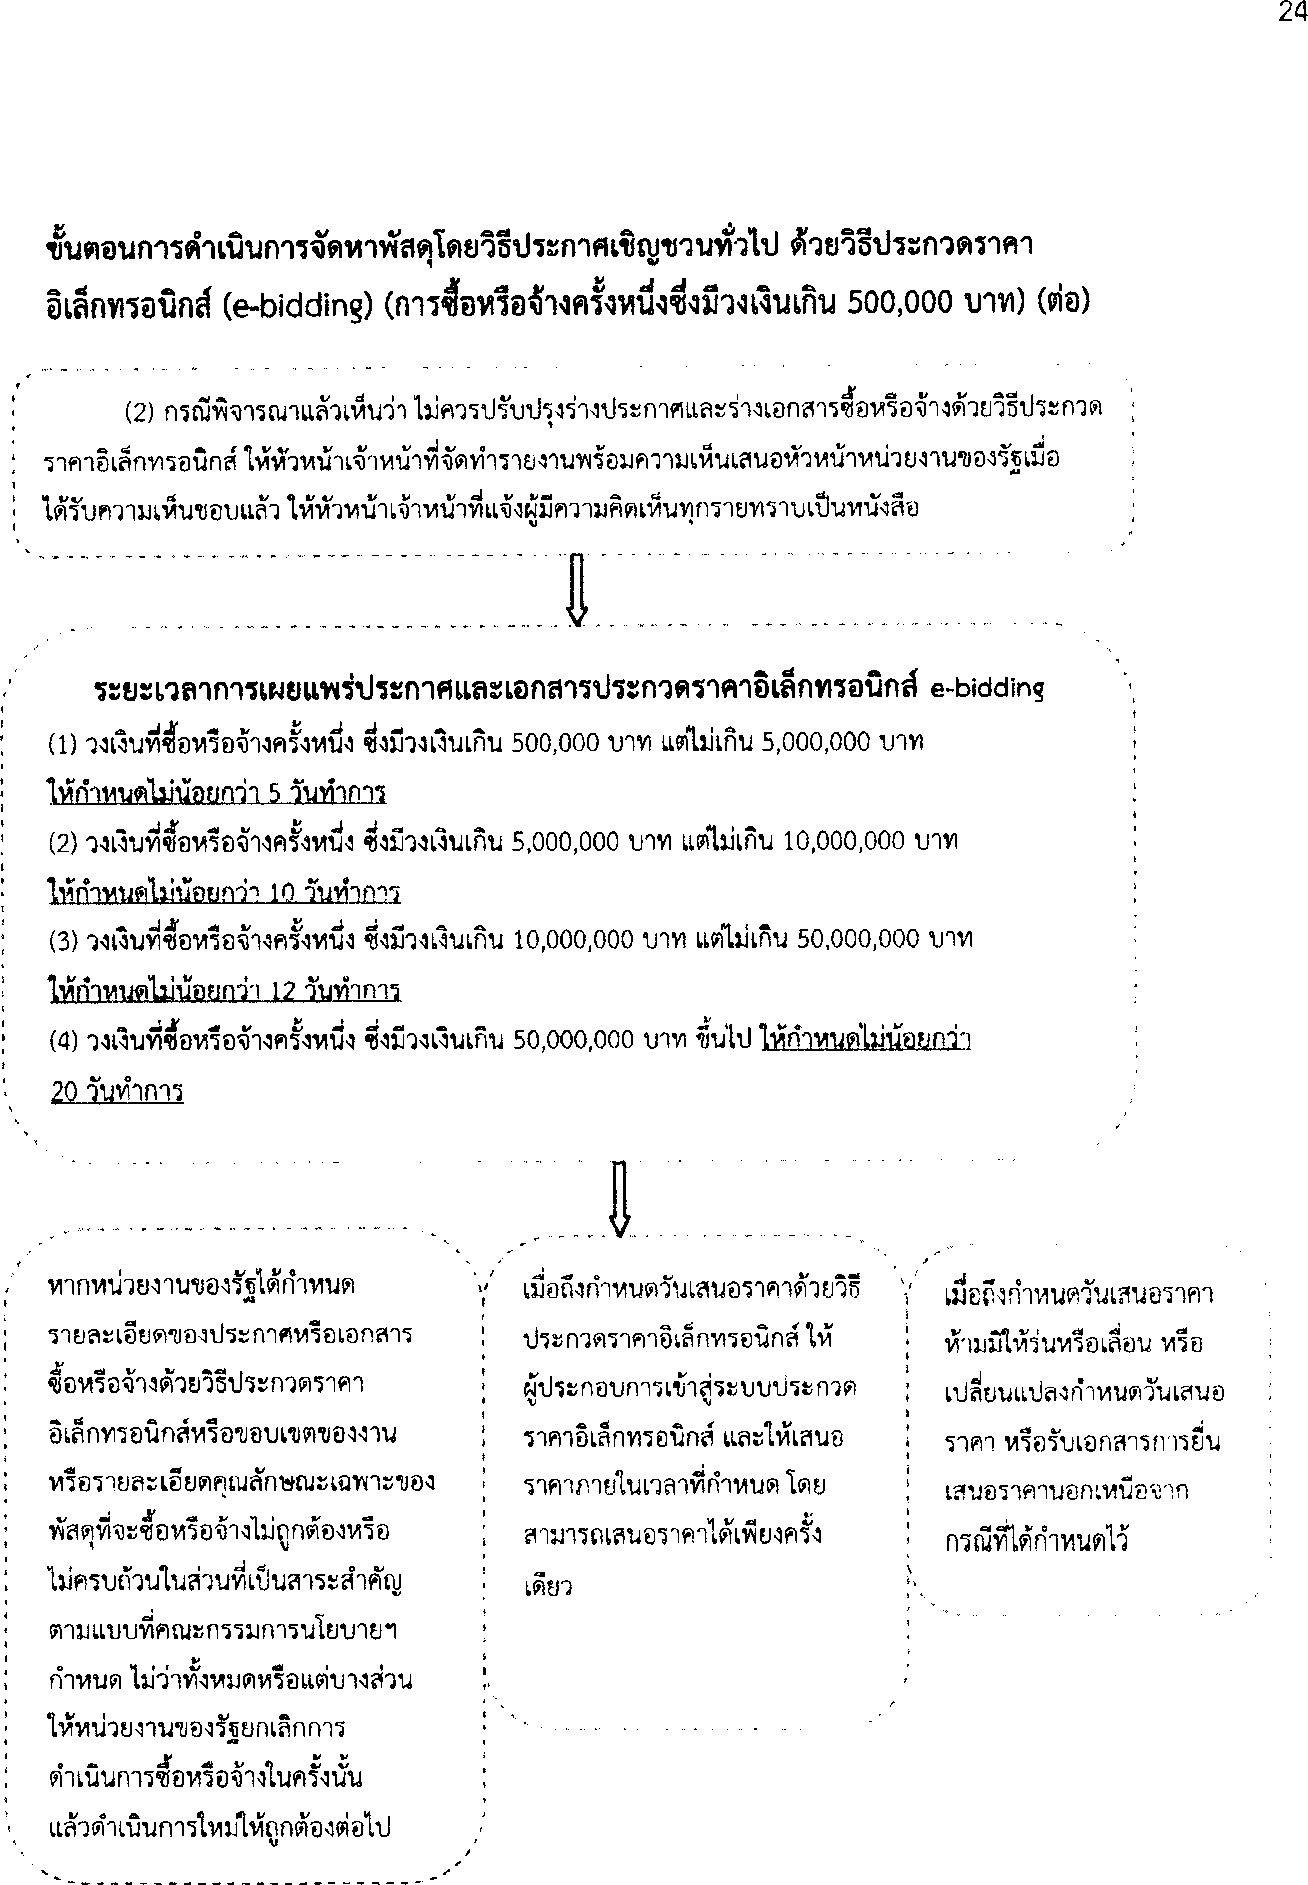 24
ขั้นตอนการดำเนินการจัดหาพัสดุโดยวิธีประกาศเชิญชวนทั่วไป ด้วยวิธีประกวดราคา
อิเล็กทรอนิกส์ (e-bidding) (การซื้อหรือจ้างครั้งหนึ่งซึ่งมีวงเงินเกิน 500,000 บาท) (ต่อ)
(2) กรณีพิจารณาแล้วเห็นว่า ไม่ควรปรับปรุงร่างประกาศและร่างเอกสารซื้อหรือจ้างด้วยวิธีประกวด
ราคาอิเล็กทรอนิกส์ ให้หัวหน้าเจ้าหน้าที่จัดทำรายงานพร้อมความเห็นเสนอหัวหน้าหน่วยงานของรัฐเมื่อ
ได้รับความเห็นชอบแล้ว ให้หัวหน้าเจ้าหน้าที่แจ้งผู้มีความคิดเห็นทุกรายทราบเป็นหนังสือ
ระยะเวลาการเผยแพร่ประกาศและเอกสารประกวดราคาอิเล็กทรอนิกส์ e-bidding
(1) วงเงินที่ซื้อหรือจ้างครั้งหนึ่ง ซึ่งมีวงเงินเกิน 500,000 บาท แต่ไม่เกิน 5,000,000 บาท
ให้กำหนดไม่น้อยกว่า 5 วันทำการ
(2) วงเงินที่ซื้อหรือจ้างครั้งหนึ่ง ซึ่งมีวงเงินเกิน 5,000,000 บาท แต่ไม่เกิน 10,000,000 บาท
ให้กำหนดไม่น้อยกว่า 10 วันทำการ
(3) วงเงินที่ซื้อหรือจ้างครั้งหนึ่ง ซึ่งมีวงเงินเกิน 10,000,000 บาท แต่ไม่เกิน 50,000,000 บาท
ให้กำหนดไม่น้อยกว่า 12 วันทำการ
(4) วงเงินที่ซื้อหรือจ้างครั้งหนึ่ง ซึ่งมีวงเงินเกิน 50,000,000 บาท ขึ้นไป ให้กำหนดไม่น้อยกว่า
20 วันทำการ
หากหน่วยงานของรัฐได้กำหนด
รายละเอียดของประกาศหรือเอกสาร
ซื้อหรือจ้างด้วยวิธีประกวดราคา
อิเล็กทรอนิกส์หรือขอบเขตของงาน
หรือรายละเอียดคุณลักษณะเฉพาะของ
พัสดุที่จะซื้อหรือจ้างไม่ถูกต้องหรือ
ไม่ครบถ้วนในส่วนที่เป็นสาระสำคัญ
ตามแบบที่คณะกรรมการนโยบายฯ
กำหนด ไม่ว่าทั้งหมดหรือแต่บางส่วน
ให้หน่วยงานของรัฐยกเลิกการ
ดำเนินการซื้อหรือจ้างในครั้งนั้น
แล้วดำเนินการใหม่ให้ถูกต้องต่อไป
เมื่อถึงกำหนดวันเสนอราคาด้วยวิธี
ประกวดราคาอิเล็กทรอนิกส์ ให้
ผู้ประกอบการเข้าสู่ระบบประกวด
ราคาอิเล็กทรอนิกส์ และให้เสนอ
ราคาภายในเวลาที่กำหนด โดย
สามารถเสนอราคาได้เพียงครั้ง
เดียว
เมื่อถึงกำหนดวันเสนอราคา
ห้ามมิให้ร่นหรือเลื่อน หรือ
เปลี่ยนแปลงกำหนดวันเสนอ
ราคา หรือรับเอกสารการยื่น
เสนอราคานอกเหนือจาก
กรณีที่ได้กำหนดไว้